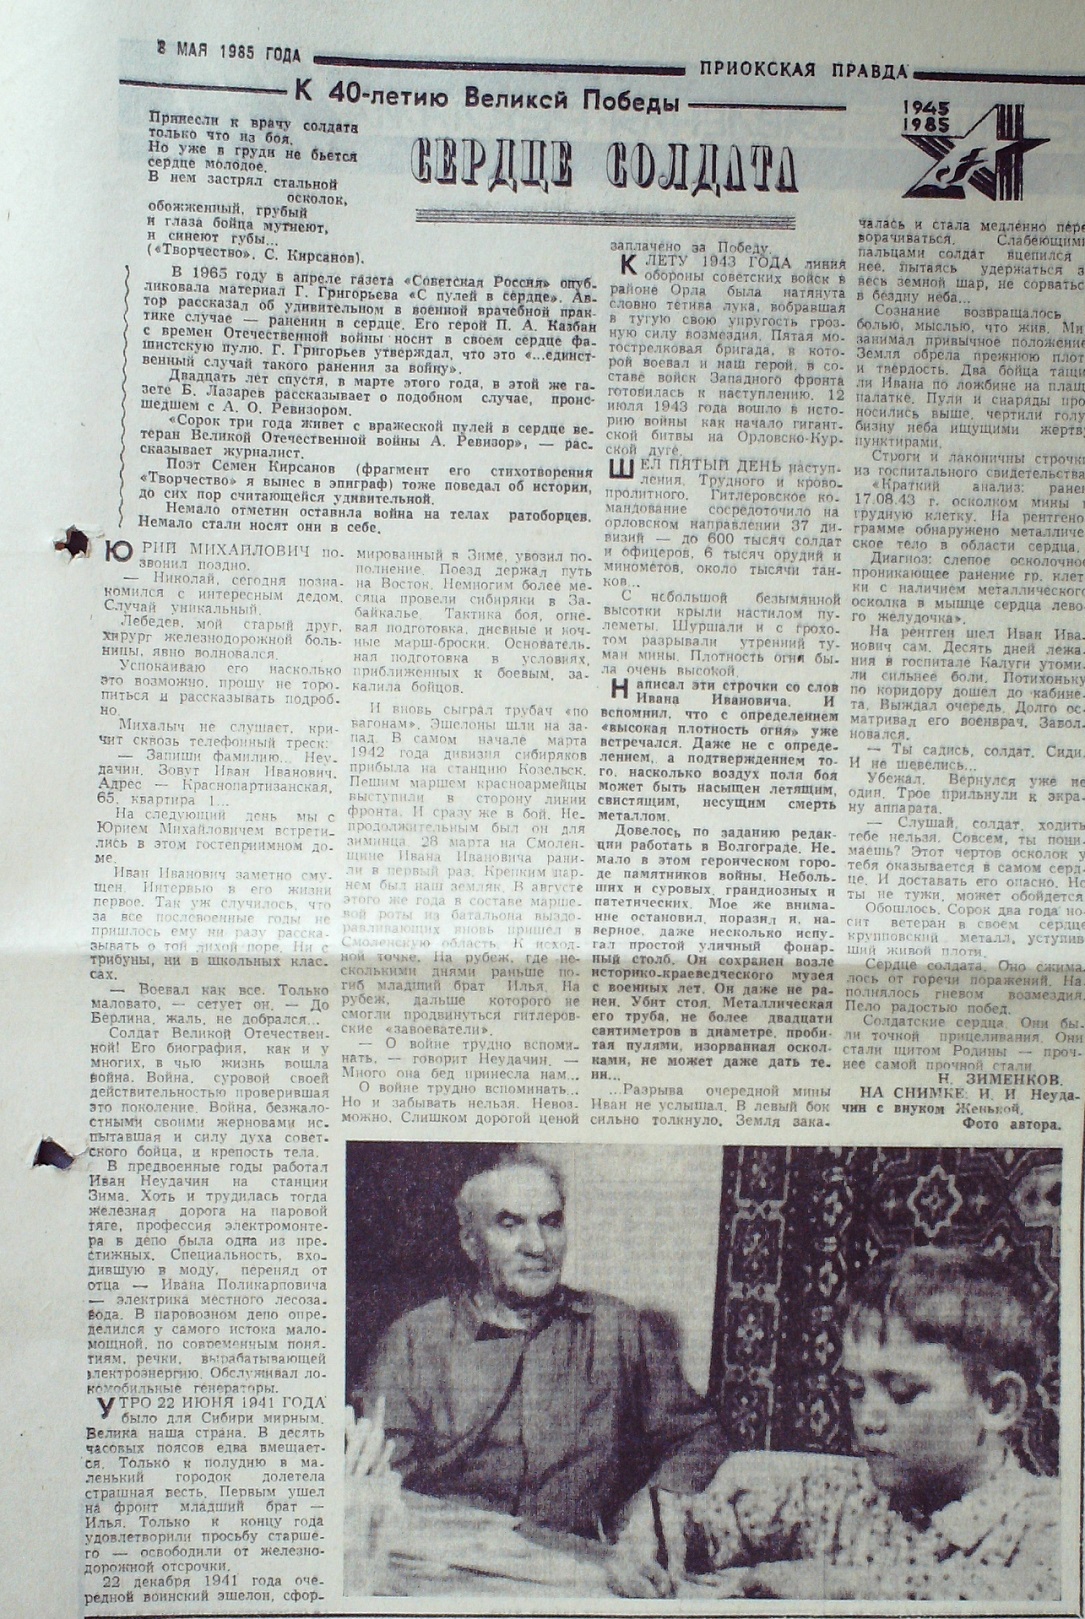 8 МАЯ 1985 ГОДА
ПРИОКСКАЯ ПРАВДА
К 40-летию Великой Победы
1945
1985
СЕРДЦЕ СОЛДАТА
Принесли к врачу солдата
только что из боя.
Но уже в груди не бьется
сердце молодое.
В нем застрял стальной
осколок,
обожженный, грубый
и глаза бойца мутнеют,
и синеют губы...
(«Творчество». С. Кирсанов).
В 1965 году в апреле газета «Советская Россия» опуб-
ликовала материал Г. Григорьева «С пулей в сердце». Ав-
тор рассказал об удивительном в военной врачебной прак-
тике случае — ранении в сердце. Его герой П. А. Казбан
с времен Отечественной войны носит в своем сердце фа-
шистскую пулю. Г. Григорьев утверждал, что это «...единст-
венный случай такого ранения за войну».
Двадцать лет спустя, в марте этого года, в этой же га-
зете Б. Лазарев рассказывает о подобном случае, проис-
шедшем с А. О. Ревизором.
«Сорок три года живет с вражеской пулей в сердце ве-
теран Великой Отечественной войны А. Ревизор», — рас-
сказывает журналист.
Поэт Семен Кирсанов (фрагмент его стихотворения
«Творчество» я вынес в эпиграф) тоже поведал об истории,
до сих пор считающейся удивительной.
Немало отметин оставила война на телах ратоборцев.
Немало стали носят они в себе.
ЮРИЙ МИХАЙЛОВИЧ по-
звонил поздно.
— Николай, сегодня позна-
комился с интересным дедом.
Случай уникальный.
Лебедев, мой старый друг,
хирург железнодорожной боль-
ницы, явно волновался.
Успокаиваю его насколько
это возможно, прошу не торо-
питься и рассказывать подроб-
но.
Михалыч не слушает, кри-
чит сквозь телефонный треск:
— Запиши фамилию... Неу-
дачин. Зовут Иван Иванович.
Адрес — Краснопартизанская,
65, квартира 1...
На следующий день мы с
Юрием Михайловичем встрети-
лись в этом гостеприимном до-
ме.
Иван Иванович заметно сму-
щен. Интервью в его жизни
первое. Так уж случилось, что
за все послевоенные годы не
пришлось ему ни разу расска-
зывать о той лихой поре. Ни с
трибуны, ни в школьных клас-
сах.
— Воевал как все. Только
маловато, — сетует он. — До
Берлина, жаль, не добрался...
Солдат Великой Отечествен-
ной! Его биография, как и у
многих, в чью жизнь вошла
война. Война, суровой своей
действительностью проверившая
это поколение. Война, безжало-
стными своими жерновами ис-
пытавшая и силу духа совет-
ского бойца, и крепость тела.
В предвоенные годы работал
Иван Неудачин на станции
Зима. Хоть и трудилась тогда
железная дорога на паровой
тяге, профессия электромонте-
ра в депо была одна из пре-
стижных. Специальность, вхо-
дившую в моду, перенял от
отца — Ивана Поликарповича
— электрика местного лесоза-
вода. В паровозном депо опре-
делился у самого истока мало-
мощной, по современным поня-
тиям, речки, вырабатывающей
электроэнергию. Обслуживал ло-
комобильные генераторы.
УТРО 22 ИЮНЯ 1941 ГОДА
было для Сибири мирным.
Велика наша страна. В десять
часовых поясов едва вмещает-
ся. Только к полудню в ма-
ленький городок долетела
страшная весть. Первым ушел
на фронт младший брат —
Илья. Только к концу года
удовлетворили просьбу старше-
го — освободили от железно-
дорожной отсрочки.
22 декабря 1941 года оче-
редной воинский эшелон, сфор-
мированный в Зиме, увозил по-
полнение. Поезд держал путь
на Восток. Немногим более ме-
сяца провели сибиряки в За-
байкалье. Тактика боя, огне-
вая подготовка, дневные и ноч-
ные марш-броски. Основатель-
ная подготовка в условиях,
приближенных к боевым, за-
калила бойцов.
И вновь сыграл трубач «по
вагонам». Эшелоны шли на за-
пад. В самом начале марта
1942 года дивизия сибиряков
прибыла на станцию Козельск.
Пешим маршем красноармейцы
выступили в сторону линии
фронта. И сразу же в бой. Не-
продолжительным был он для
зиминца. 28 марта на Смолен-
щине Ивана Ивановича рани-
ли в первый раз. Крепким пар-
нем был наш земляк. В августе
этого же года в составе марше-
вой роты из батальона выздо-
равливающих вновь пришел в
Смоленскую область. К исход-
ной точке. На рубеж, где не-
сколькими днями раньше по-
гиб младший брат Илья. На
рубеж, дальше которого не
смогли продвинуться гитлеров-
ские «завоеватели».
— О войне трудно вспоми-
нать, — говорит Неудачин. —
Много она бед принесла нам...
О войне трудно вспоминать...
Но и забывать нельзя. Невоз-
можно. Слишком дорогой ценой
заплачено за Победу.
К ЛЕТУ 1943 ГОДА линия
обороны советских войск в
районе Орла была натянута
словно тетива лука, вобравшая
в тугую свою упругость гроз-
ную силу возмездия. Пятая мо-
тострелковая бригада, в кото-
рой воевал и наш герой, в со-
ставе войск Западного фронта
готовилась к наступлению. 12
июля 1943 года вошло в исто-
рию войны как начало гигант-
ской битвы на Орловско-Кур-
ской дуге.
ШЕЛ ПЯТЫЙ ДЕНЬ наступ-
ления. Трудного и крово-
пролитного. Гитлеровское ко-
мандование сосредоточило на
орловском направлении 37 ди-
визий — до 600 тысяч солдат
и офицеров, 6 тысяч орудий и
минометов, около тысячи тан-
ков...
С небольшой безымянной
высотки крыли настилом пу-
леметы. Шуршали и с грохо-
том разрывали утренний ту-
ман мины. Плотность огня бы-
ла очень высокой.
Написал эти строчки со слов
Ивана Ивановича. И
вспомнил, что с определением
«высокая плотность огня» уже
встречался. Даже не с опреде-
лением, а подтверждением то-
го, насколько воздух поля боя
может быть насыщен летящим,
свистящим, несущим смерть
металлом.
Довелось по заданию редак-
ции работать в Волгограде. Не-
мало в этом героическом горо-
де памятников войны. Неболь-
ших и суровых, грандиозных и
патетических. Мое же внима-
ние остановил, поразил и, на-
верное, даже несколько испу-
гал простой уличный фонар-
ный столб. Он сохранен возле
историко-краеведческого музея
с военных лет. Он даже не ра-
нен. Убит стоя. Металлическая
его труба, не более двадцати
сантиметров в диаметре, проби-
тая пулями, изорванная оскол-
ками, не может даже дать те-
ни...
...Разрыва очередной мины
Иван не услышал. В левый бок
сильно толкнуло. Земля зака-
чалась и стала медленно пере-
ворачиваться. Слабеющими
пальцами солдат вцепился в
нее, пытаясь удержаться за
весь земной шар, не сорваться
в бездну неба...
Сознание возвращалось с
болью, мыслью, что жив. Мир
занимал привычное положение.
Земля обрела прежнюю плоть
и твердость. Два бойца тащи-
ли Ивана по ложбине на плащ-
палатке. Пули и снаряды про-
носились выше, чертили голу-
бизну неба ищущими жертву
пунктирами.
Строги и лаконичны строчки
из госпитального свидетельства:
«Краткий анализ: ранен
17.08.43 г. осколком мины в
грудную клетку. На рентгено-
грамме обнаружено металличе-
ское тело в области сердца.
Диагноз: слепое осколочное
проникающее ранение гр. клет-
ки с наличием металлического
осколка в мышце сердца лево-
го желудочка».
На рентген шел Иван Ива-
нович сам. Десять дней лежа-
ния в госпитале Калуги утоми-
ли сильнее боли. Потихоньку
по коридору дошел до кабине-
та. Выждал очередь. Долго ос-
матривал его военврач. Завол-
новался.
— Ты садись, солдат. Сиди.
И не шевелись...
Убежал. Вернулся уже не
один. Трое прильнули к экра-
ну аппарата.
— Слушай, солдат, ходить
тебе нельзя. Совсем, ты пони-
маешь? Этот чертов осколок у
тебя оказывается в самом серд-
це. И доставать его опасно. Но
ты не тужи, может обойдется.
Обошлось. Сорок два года но-
сит ветеран в своем сердце
крупповский металл, уступив-
ший живой плоти.
Сердце солдата. Оно сжима-
лось от горечи поражений. На-
полнялось гневом возмездия.
Пело радостью побед.
Солдатские сердца. Они бы-
ли точкой прицеливания. Они
стали щитом Родины — проч-
нее самой прочной стали.
Н. ЗИМЕНКОВ.
НА СНИМКЕ: И. И. Неуда-
чин с внуком Женькой.
Фото автора.